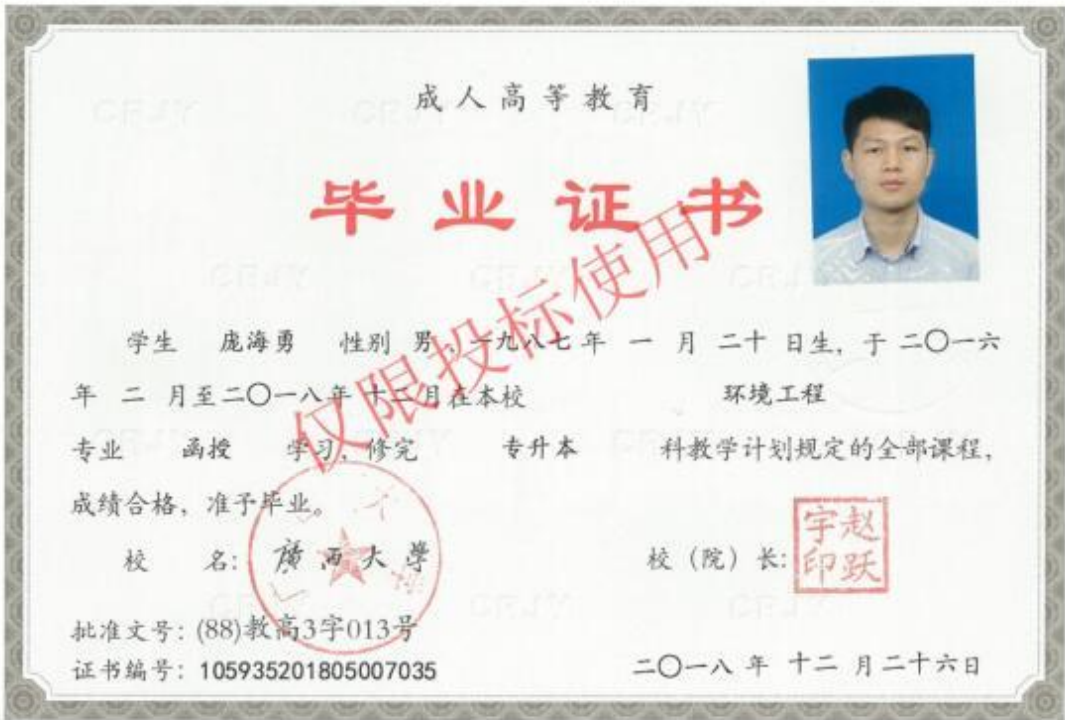 成人高等教育
毕业证书
学生 庞海勇 性别 男，一九八七年 一 月 二十 日生，于 二〇一六
年 二 月至二〇一八年 十二月在本校 环境工程
专业 函授 学习，修完 专升本 科教学计划规定的全部课程，
成绩合格，准予毕业。
校 名：廣西大學
校（院）长：
赵跃宇印
批准文号：(88)教高3字013号
证书编号：105935201805007035
二〇一八 年 十二 月二十六日
仅限投标使用